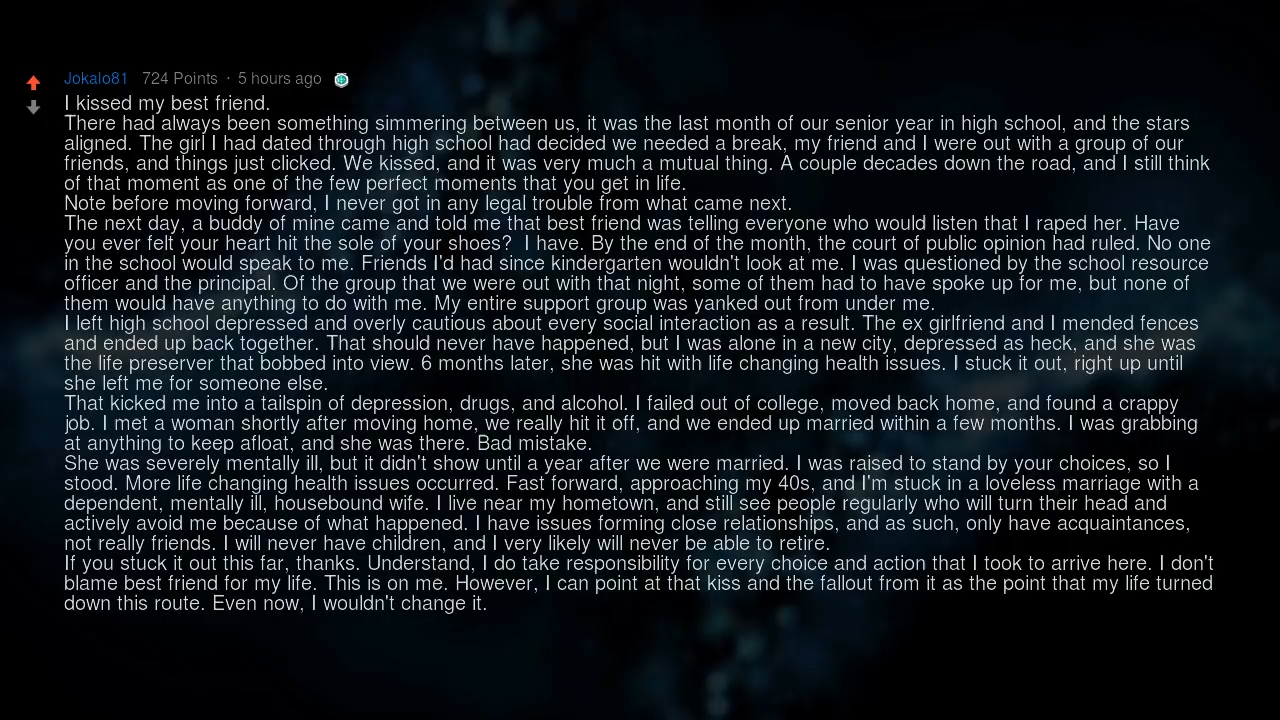 Jokalo81 724 Points · 5 hours ago
I kissed my best friend.
There had always been something simmering between us, it was the last month of our senior year in high school, and the stars
aligned. The girl I had dated through high school had decided we needed a break, my friend and I were out with a group of our
friends, and things just clicked. We kissed, and it was very much a mutual thing. A couple decades down the road, and I still think
of that moment as one of the few perfect moments that you get in life.
Note before moving forward, I never got in any legal trouble from what came next.
The next day, a buddy of mine came and told me that best friend was telling everyone who would listen that I raped her. Have
you ever felt your heart hit the sole of your shoes? I have. By the end of the month, the court of public opinion had ruled. No one
in the school would speak to me. Friends I'd had since kindergarten wouldn't look at me. I was questioned by the school resource
officer and the principal. Of the group that we were out with that night, some of them had to have spoke up for me, but none of
them would have anything to do with me. My entire support group was yanked out from under me.
I left high school depressed and overly cautious about every social interaction as a result. The ex girlfriend and I mended fences
and ended up back together. That should never have happened, but I was alone in a new city, depressed as heck, and she was
the life preserver that bobbed into view. 6 months later, she was hit with life changing health issues. I stuck it out, right up until
she left me for someone else.
That kicked me into a tailspin of depression, drugs, and alcohol. I failed out of college, moved back home, and found a crappy
job. I met a woman shortly after moving home, we really hit it off, and we ended up married within a few months. I was grabbing
at anything to keep afloat, and she was there. Bad mistake.
She was severely mentally ill, but it didn't show until a year after we were married. I was raised to stand by your choices, so I
stood. More life changing health issues occurred. Fast forward, approaching my 40s, and I'm stuck in a loveless marriage with a
dependent, mentally ill, housebound wife. I live near my hometown, and still see people regularly who will turn their head and
actively avoid me because of what happened. I have issues forming close relationships, and as such, only have acquaintances,
not really friends. I will never have children, and I very likely will never be able to retire.
If you stuck it out this far, thanks. Understand, I do take responsibility for every choice and action that I took to arrive here. I don't
blame best friend for my life. This is on me. However, I can point at that kiss and the fallout from it as the point that my life turned
down this route. Even now, I wouldn't change it.